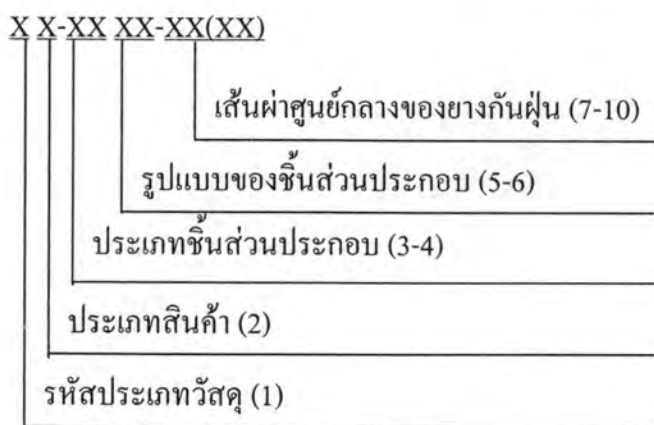 X X-XX XX-XX(XX)
เส้นผ่าศูนย์กลางของยางกันฝุ่น (7-10)
รูปแบบของชิ้นส่วนประกอบ (5-6)
ประเภทชิ้นส่วนประกอบ (3-4)
ประเภทสินค้า (2)
รหัสประเภทวัสดุ (1)